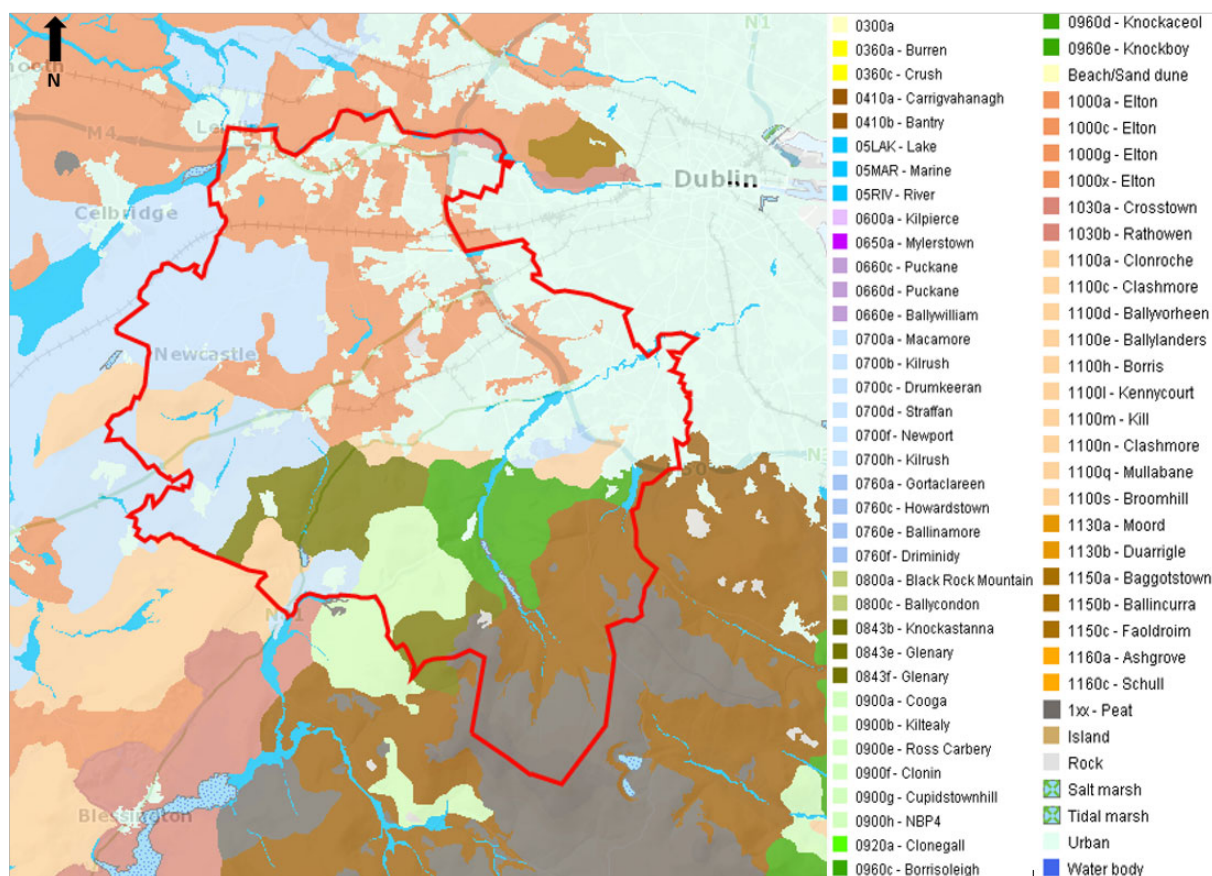 N
N1
M4
Dublin
Celbridge
Newcastle
Blessington
0300a
0360a - Burren
0360c - Crush
0410a - Carrigvahanagh
0410b - Bantry
05LAK - Lake
05MAR - Marine
05RIV - River
0600a - Kilpierce
0650a - Mylerstown
0660c - Puckane
0660d - Puckane
0660e - Ballywilliam
0700a - Macamore
0700b - Kilrush
0700c - Drumkeeran
0700d - Straffan
0700f - Newport
0700h - Kilrush
0760a - Gortaclareen
0760c - Howardstown
0760e - Ballinamore
0760f - Driminidy
0800a - Black Rock Mountain
0800c - Ballycondon
0843b - Knockastanna
0843e - Glenary
0843f - Glenary
0900a - Cooga
0900b - Kiltealy
0900e - Ross Carbery
0900f - Clonin
0900g - Cupidstownhill
0900h - NBP4
0920a - Clonegall
0960c - Borrisoleigh
0960d - Knockaceol
0960e - Knockboy
Beach/Sand dune
1000a - Elton
1000c - Elton
1000g - Elton
1000x - Elton
1030a - Crosstown
1030b - Rathowen
1100a - Clonroche
1100c - Clashmore
1100d - Ballyvorheen
1100e - Ballylanders
1100h - Borris
1100l - Kennycourt
1100m - Kill
1100n - Clashmore
1100q - Mullabane
1100s - Broomhill
1130a - Moord
1130b - Duarrigle
1150a - Baggotstown
1150b - Ballincurra
1150c - Faoldroim
1160a - Ashgrove
1160c - Schull
1xx - Peat
Island
Rock
Salt marsh
Tidal marsh
Urban
Water body